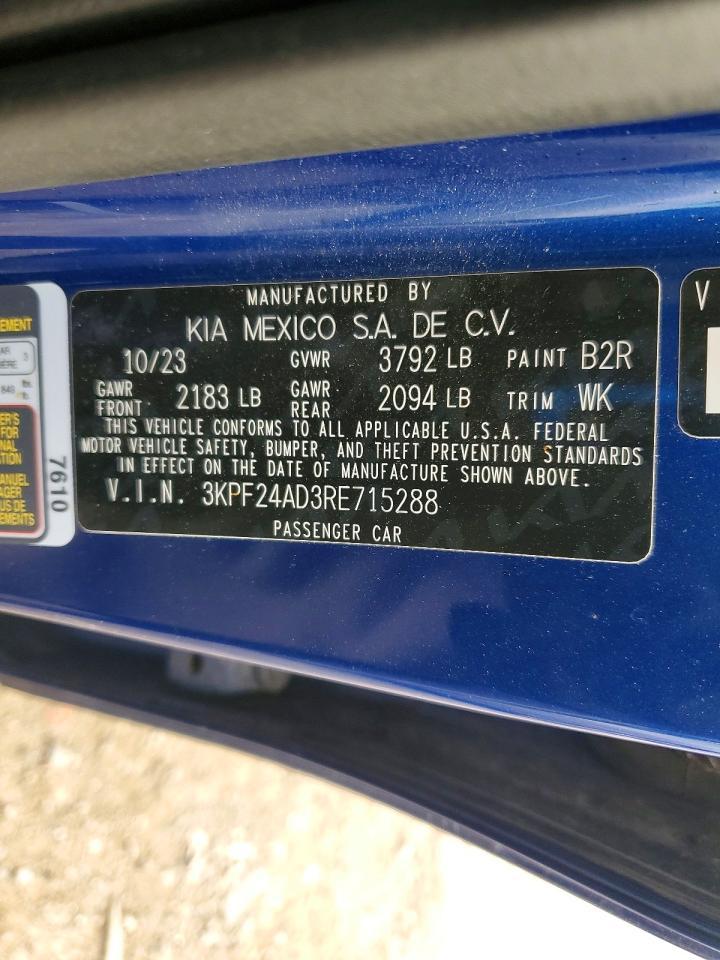 MANUFACTURED BY
KIA MEXICO S.A. DE C.V.
10/23 GVWR 3792 LB PAINT B2R
GAWR FRONT 2183 LB GAWR REAR 2094 LB TRIM WK
THIS VEHICLE CONFORMS TO ALL APPLICABLE U.S.A. FEDERAL
MOTOR VEHICLE SAFETY, BUMPER, AND THEFT PREVENTION STANDARDS
IN EFFECT ON THE DATE OF MANUFACTURE SHOWN ABOVE.
V.I.N. 3KPF24AD3RE715288
PASSENGER CAR
7610
V